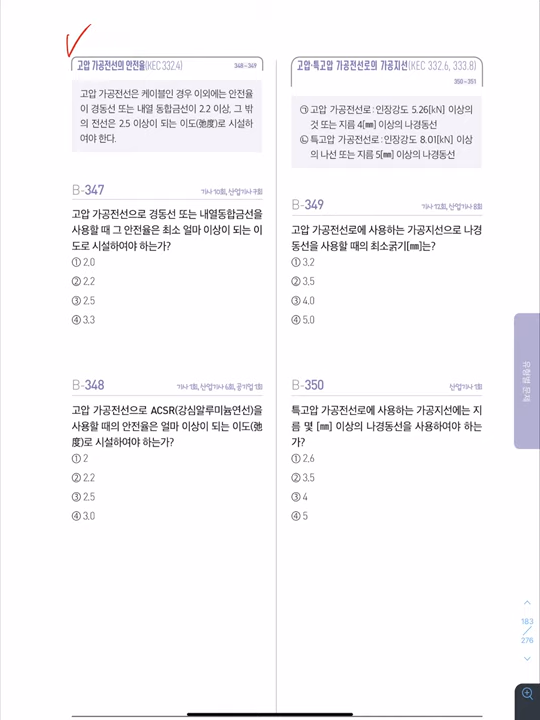 고압 가공전선의 안전율(KEC 332.4)
348~349
고압 가공전선은 케이블인 경우 이외에는 안전율
이 경동선 또는 내열 동합금선이 2.2 이상, 그 밖
의 전선은 2.5 이상이 되는 이도(弛度)로 시설하
여야 한다.
B-347
기사 10회, 산업기사 7회
고압 가공전선으로 경동선 또는 내열동합금선을
사용할 때 그 안전율은 최소 얼마 이상이 되는 이
도로 시설하여야 하는가?
① 2.0
② 2.2
③ 2.5
④ 3.3
B-348
기사 1회, 산업기사 6회, 공기업 1회
고압 가공전선으로 ACSR(강심알루미늄연선)을
사용할 때의 안전율은 얼마 이상이 되는 이도(弛
度)로 시설하여야 하는가?
① 2
② 2.2
③ 2.5
④ 3.0
고압·특고압 가공전선로의 가공지선(KEC 332.6, 333.8)
350~351
㉠ 고압 가공전선로 : 인장강도 5.26[kN] 이상의
것 또는 지름 4[㎜] 이상의 나경동선
㉡ 특고압 가공전선로 : 인장강도 8.01[kN] 이상
의 나선 또는 지름 5[㎜] 이상의 나경동선
B-349
기사 12회, 산업기사 8회
고압 가공전선로에 사용하는 가공지선으로 나경
동선을 사용할 때의 최소굵기[㎜]는?
① 3.2
② 3.5
③ 4.0
④ 5.0
B-350
산업기사 1회
특고압 가공전선로에 사용하는 가공지선에는 지
름 몇 [㎜] 이상의 나경동선을 사용하여야 하는
가?
① 2.6
② 3.5
③ 4
④ 5
유형별 문제
183
276